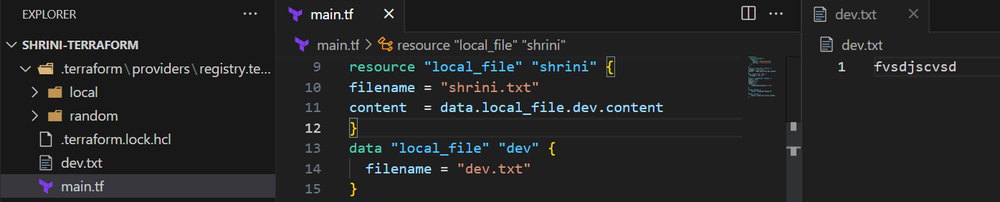 EXPLORER
SHRINI-TERRAFORM
.terraform\providers\registry.te...
local
random
.terraform.lock.hcl
dev.txt
main.tf
main.tf
main.tf > resource "local_file" "shrini"
9 resource "local_file" "shrini" {
10 filename = "shrini.txt"
11 content  = data.local_file.dev.content
12 }
13 data "local_file" "dev" {
14   filename = "dev.txt"
15 }
dev.txt
dev.txt
1 fvsdjscvsd